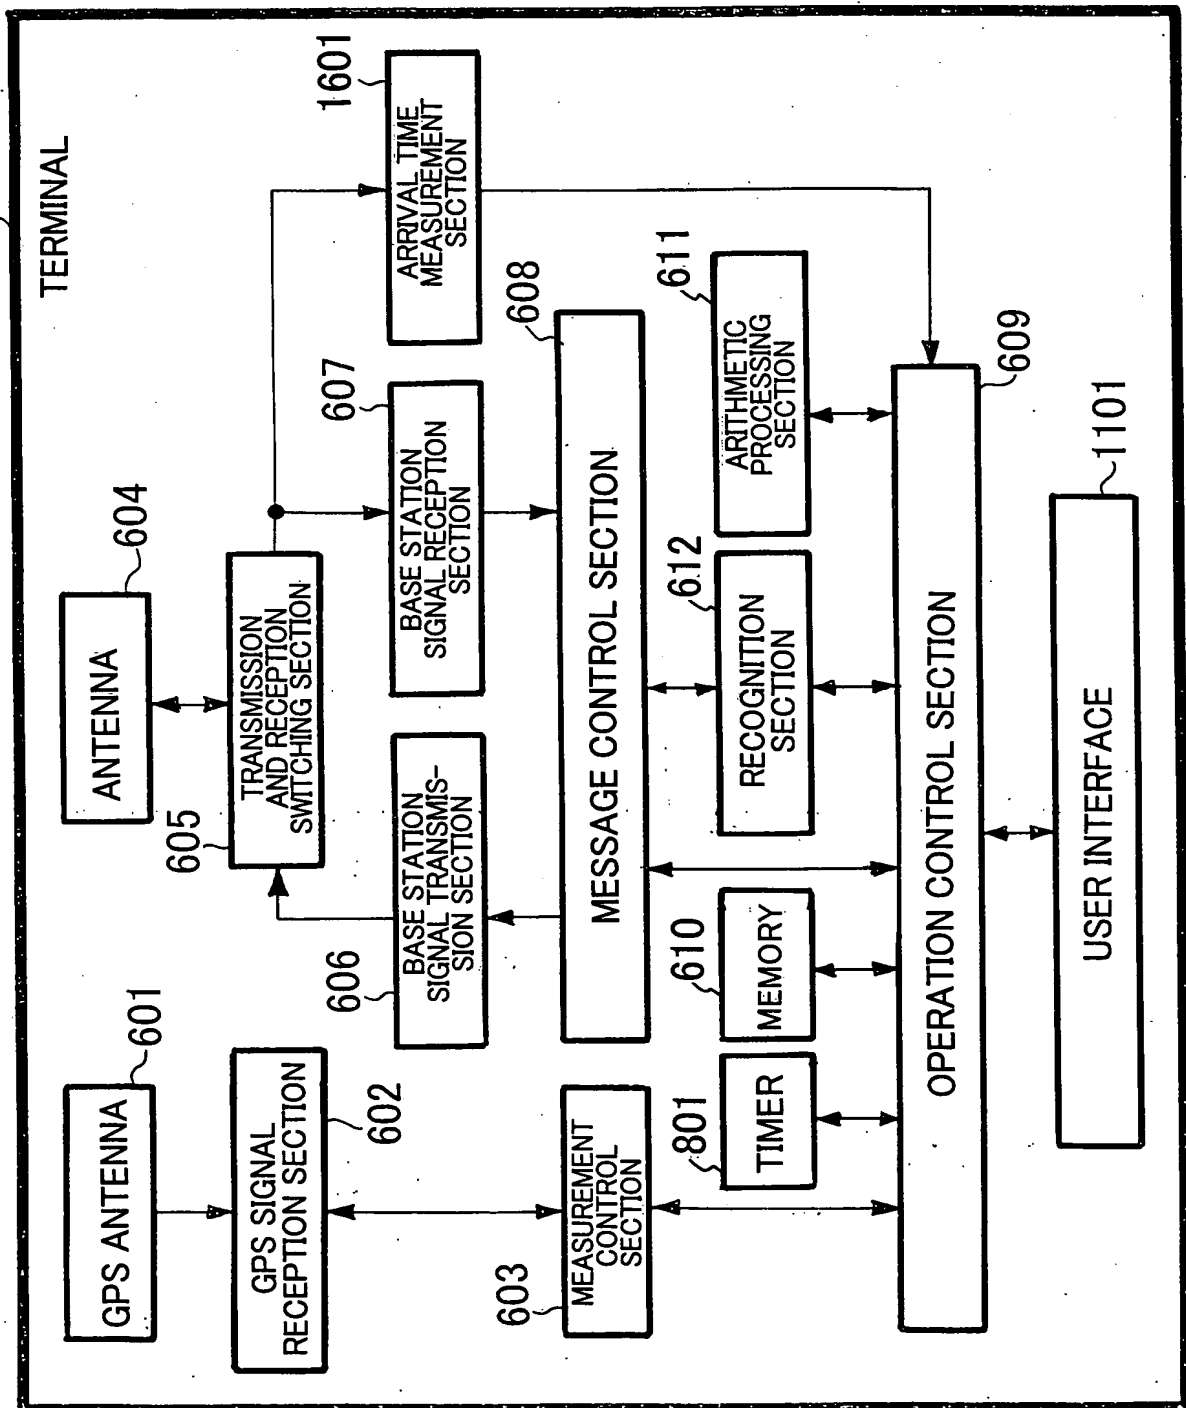 TERMINAL
GPS ANTENNA
601
GPS SIGNAL
RECEPTION SECTION
602
MEASUREMENT
CONTROL
SECTION
603
ANTENNA
604
TRANSMISSION
AND RECEPTION
SWITCHING SECTION
605
BASE STATION
SIGNAL TRANSMIS-
SION SECTION
606
BASE STATION
SIGNAL RECEPTION
SECTION
607
ARRIVAL TIME
MEASUREMENT
SECTION
1601
MESSAGE CONTROL SECTION
608
TIMER
801
MEMORY
610
RECOGNITION
SECTION
612
ARITHMETIC
PROCESSING
SECTION
611
OPERATION CONTROL SECTION
609
USER INTERFACE
1101